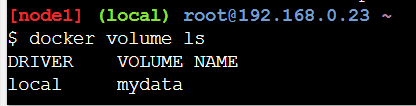 [node1] (local) root@192.168.0.23 ~
$ docker volume ls
DRIVER    VOLUME NAME
local     mydata